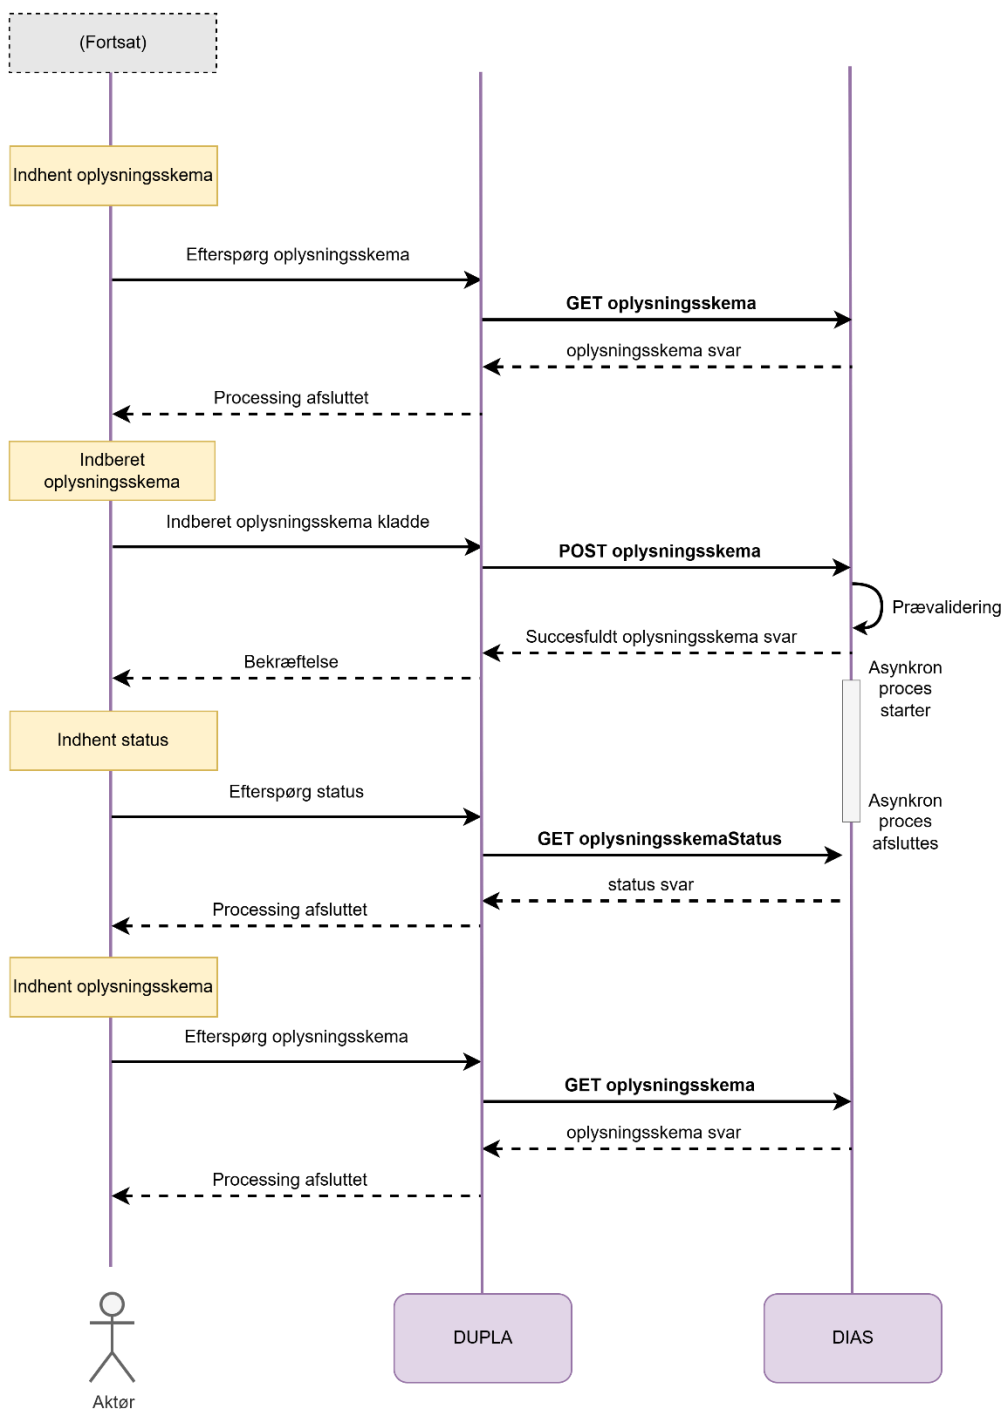 (Fortsat)
Indhent oplysningsskema
Efterspørg oplysningsskema
GET oplysningsskema
oplysningsskema svar
Processing afsluttet
Indberet
oplysningsskema
Indberet oplysningsskema kladde
POST oplysningsskema
Prævalidering
Succesfuldt oplysningsskema svar
Bekræftelse
Asynkron
proces
starter
Indhent status
Efterspørg status
Asynkron
proces
afsluttes
GET oplysningsskemaStatus
status svar
Processing afsluttet
Indhent oplysningsskema
Efterspørg oplysningsskema
GET oplysningsskema
oplysningsskema svar
Processing afsluttet
DUPLA
DIAS
Aktør